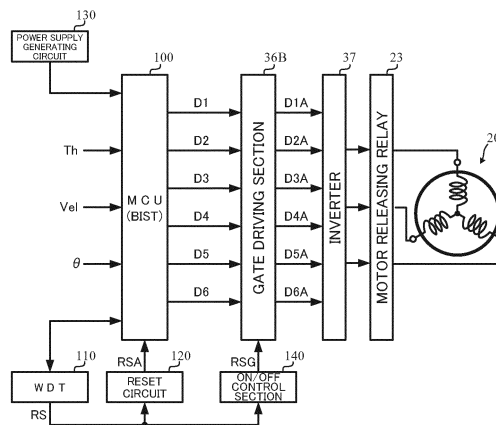 130
POWER SUPPLY
GENERATING
CIRCUIT
100
36B
37
23
20
Th
Vel
θ
MCU
(BIST)
D1
D2
D3
D4
D5
D6
GATE DRIVING SECTION
D1A
D2A
D3A
D4A
D5A
D6A
INVERTER
MOTOR RELEASING RELAY
110
WDT
RS
RSA
120
RESET
CIRCUIT
RSG
140
ON/OFF
CONTROL
SECTION